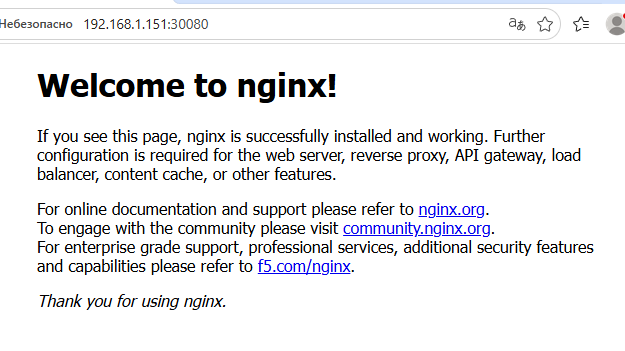 Небезопасно 192.168.1.151:30080
Welcome to nginx!
If you see this page, nginx is successfully installed and working. Further
configuration is required for the web server, reverse proxy, API gateway, load
balancer, content cache, or other features.
For online documentation and support please refer to nginx.org.
To engage with the community please visit community.nginx.org.
For enterprise grade support, professional services, additional security features
and capabilities please refer to f5.com/nginx.
Thank you for using nginx.